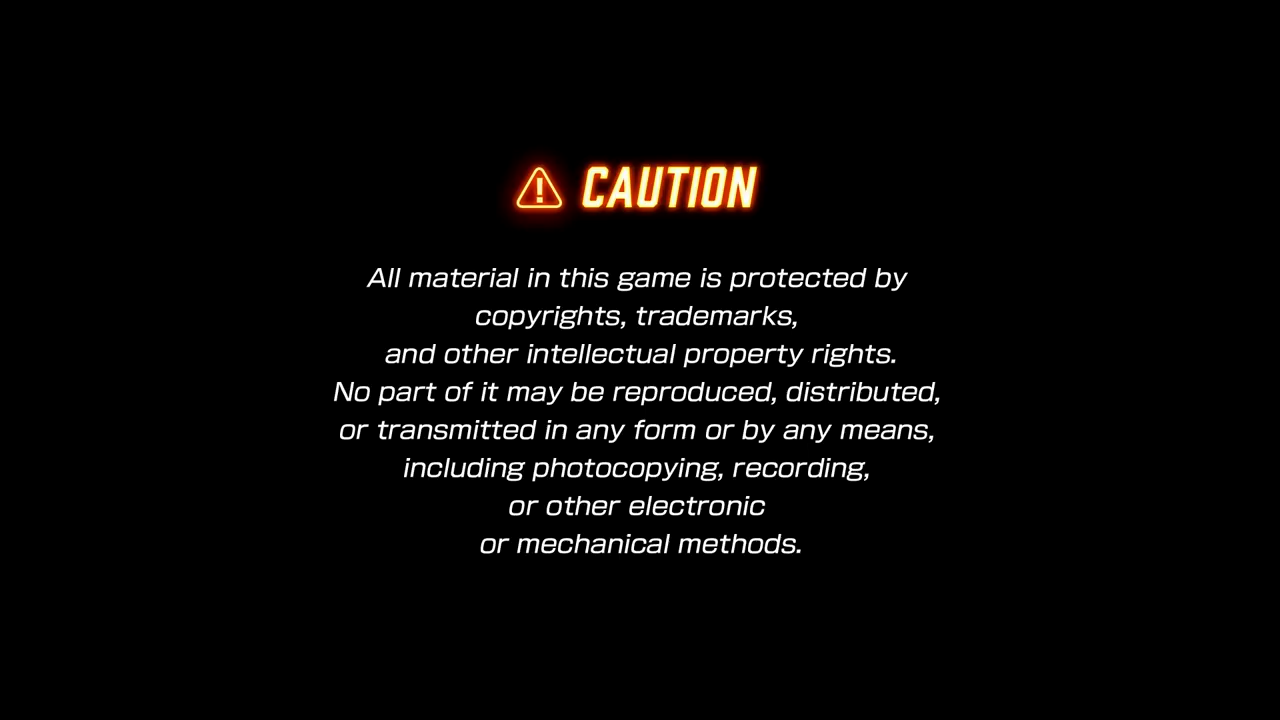 CAUTION
All material in this game is protected by
copyrights, trademarks,
and other intellectual property rights.
No part of it may be reproduced, distributed,
or transmitted in any form or by any means,
including photocopying, recording,
or other electronic
or mechanical methods.